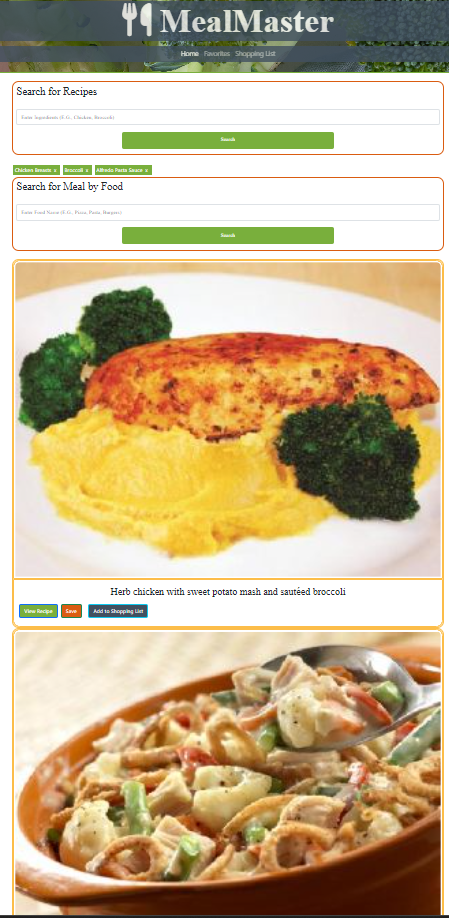 MealMaster
Home Favorites Shopping List
Search for Recipes
Enter Ingredients (E.G., Chicken, Broccoli)
Search
Chicken Breasts x Broccoli x Alfredo Pasta Sauce x
Search for Meal by Food
Enter Food Name (E.G., Pizza, Pasta, Burgers)
Search
Herb chicken with sweet potato mash and sautéed broccoli
View Recipe Save Add to Shopping List